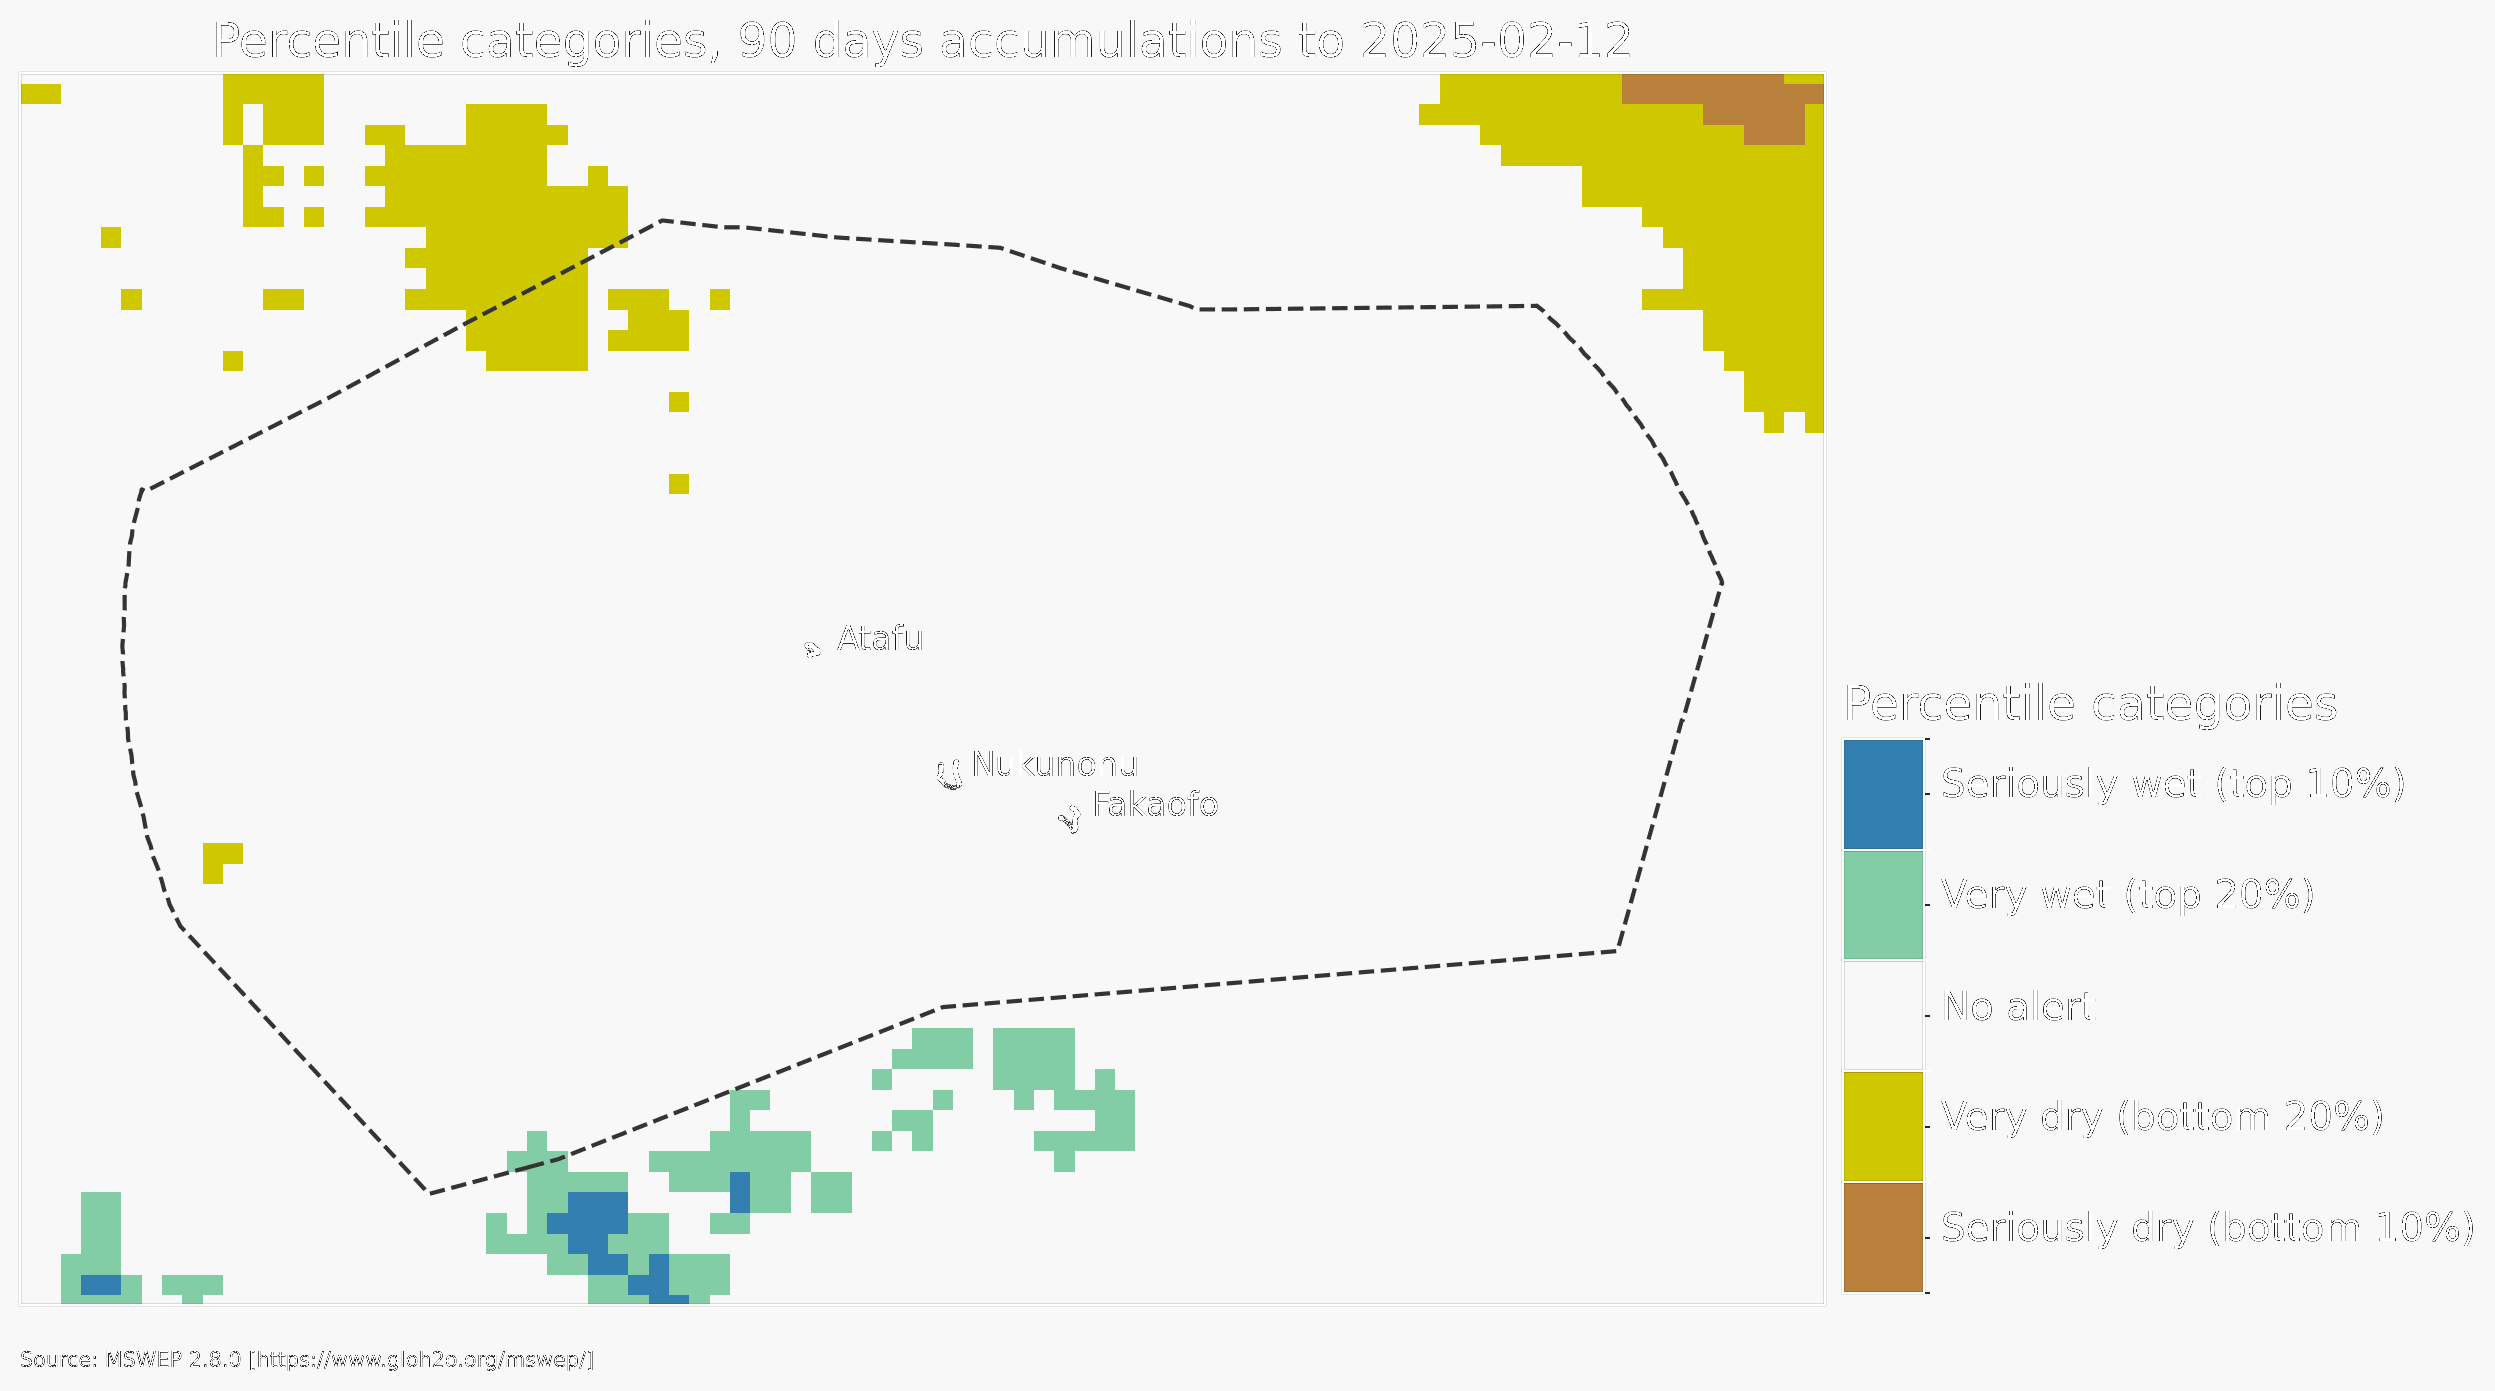 Percentile categories, 90 days accumulations to 2025-02-12
Atafu
Nukunonu
Fakaofo
Percentile categories
Seriously wet (top 10%)
Very wet (top 20%)
No alert
Very dry (bottom 20%)
Seriously dry (bottom 10%)
Source: MSWEP 2.8.0 [https://www.gloh2o.org/mswep/]